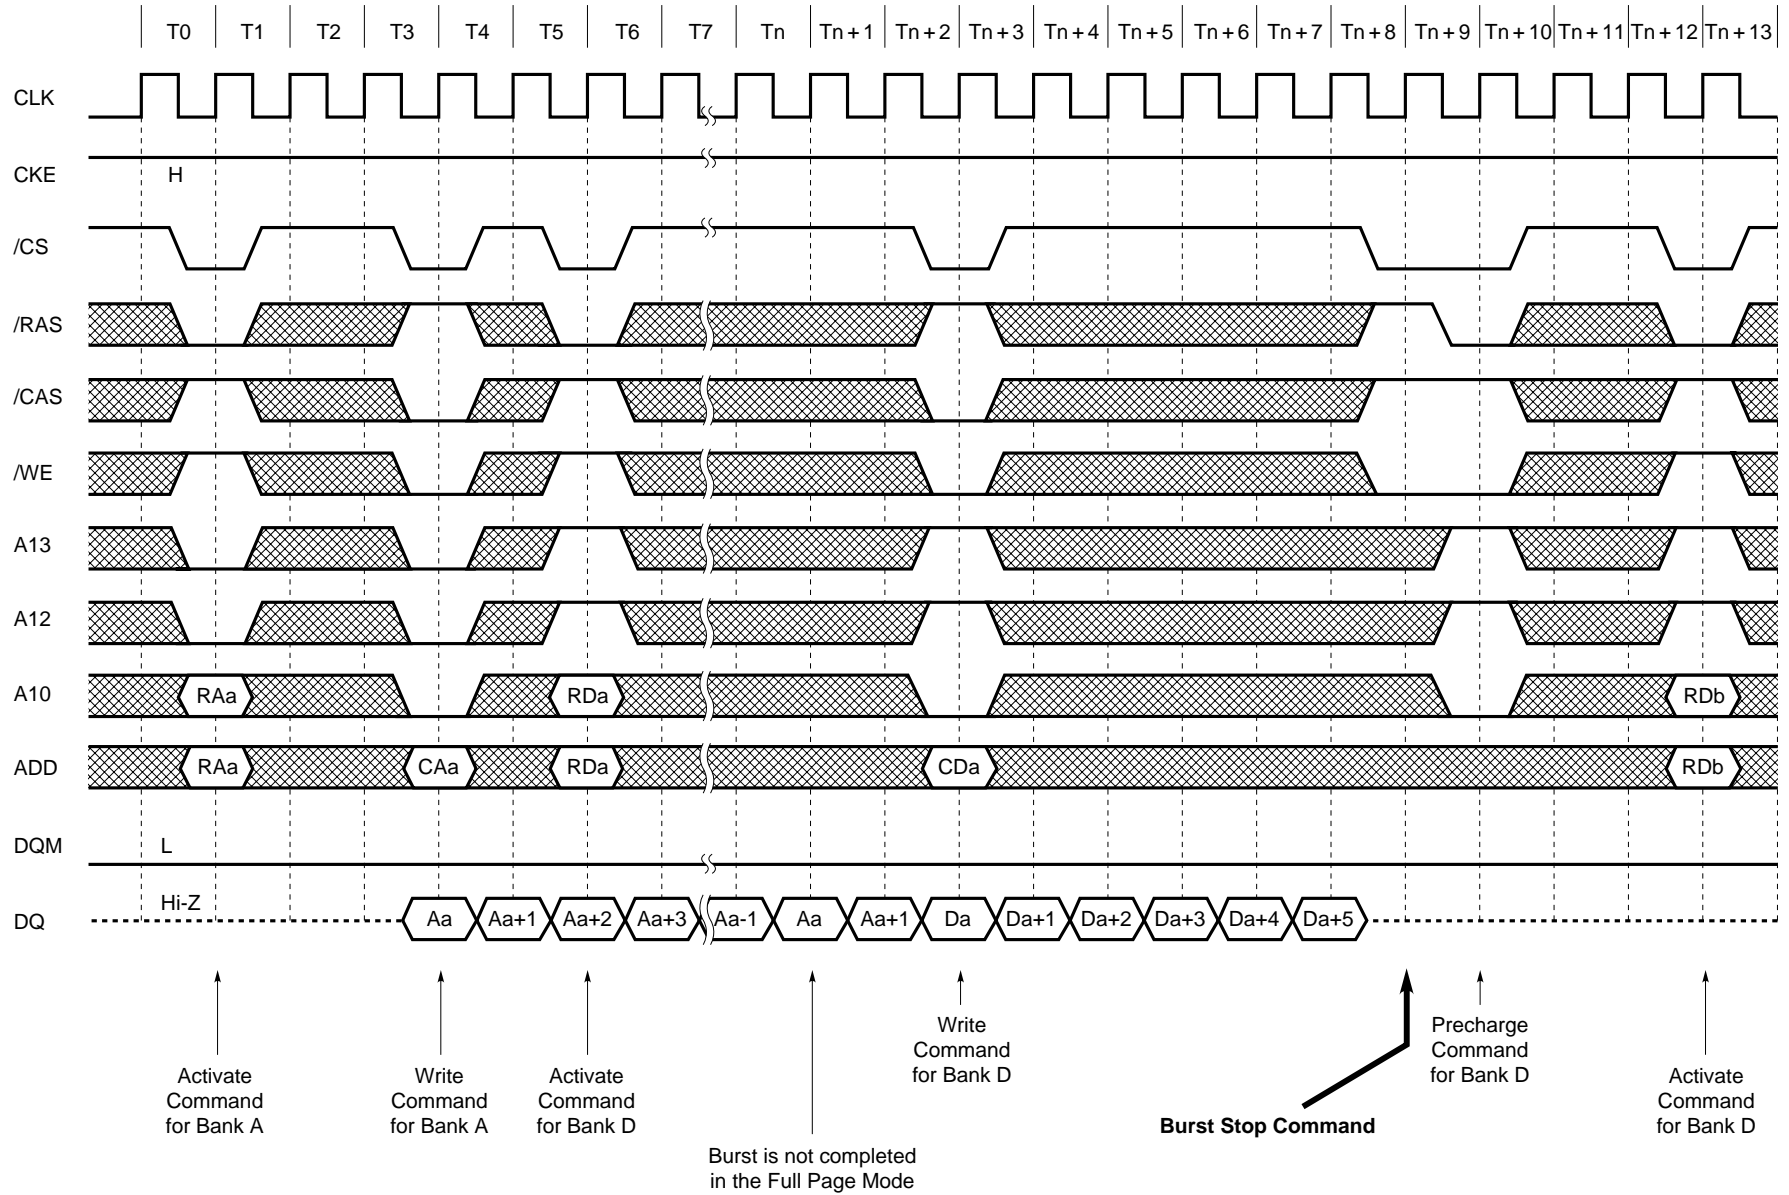 T0 T1 T2 T3 T4 T5 T6 T7 Tn Tn + 1 Tn + 2 Tn + 3 Tn + 4 Tn + 5 Tn + 6 Tn + 7 Tn + 8 Tn + 9 Tn + 10 Tn + 11 Tn + 12 Tn + 13
CLK
CKE H
/CS
/RAS
/CAS
/WE
A13
A12
A10 RAa RDa RDb
ADD RAa CAa RDa CDa RDb
DQM L
Hi-Z
DQ Aa Aa+1 Aa+2 Aa+3 Aa-1 Aa Aa+1 Da Da+1 Da+2 Da+3 Da+4 Da+5
Activate
Command
for Bank A
Write
Command
for Bank A
Activate
Command
for Bank D
Burst is not completed
in the Full Page Mode
Write
Command
for Bank D
Burst Stop Command
Precharge
Command
for Bank D
Activate
Command
for Bank D